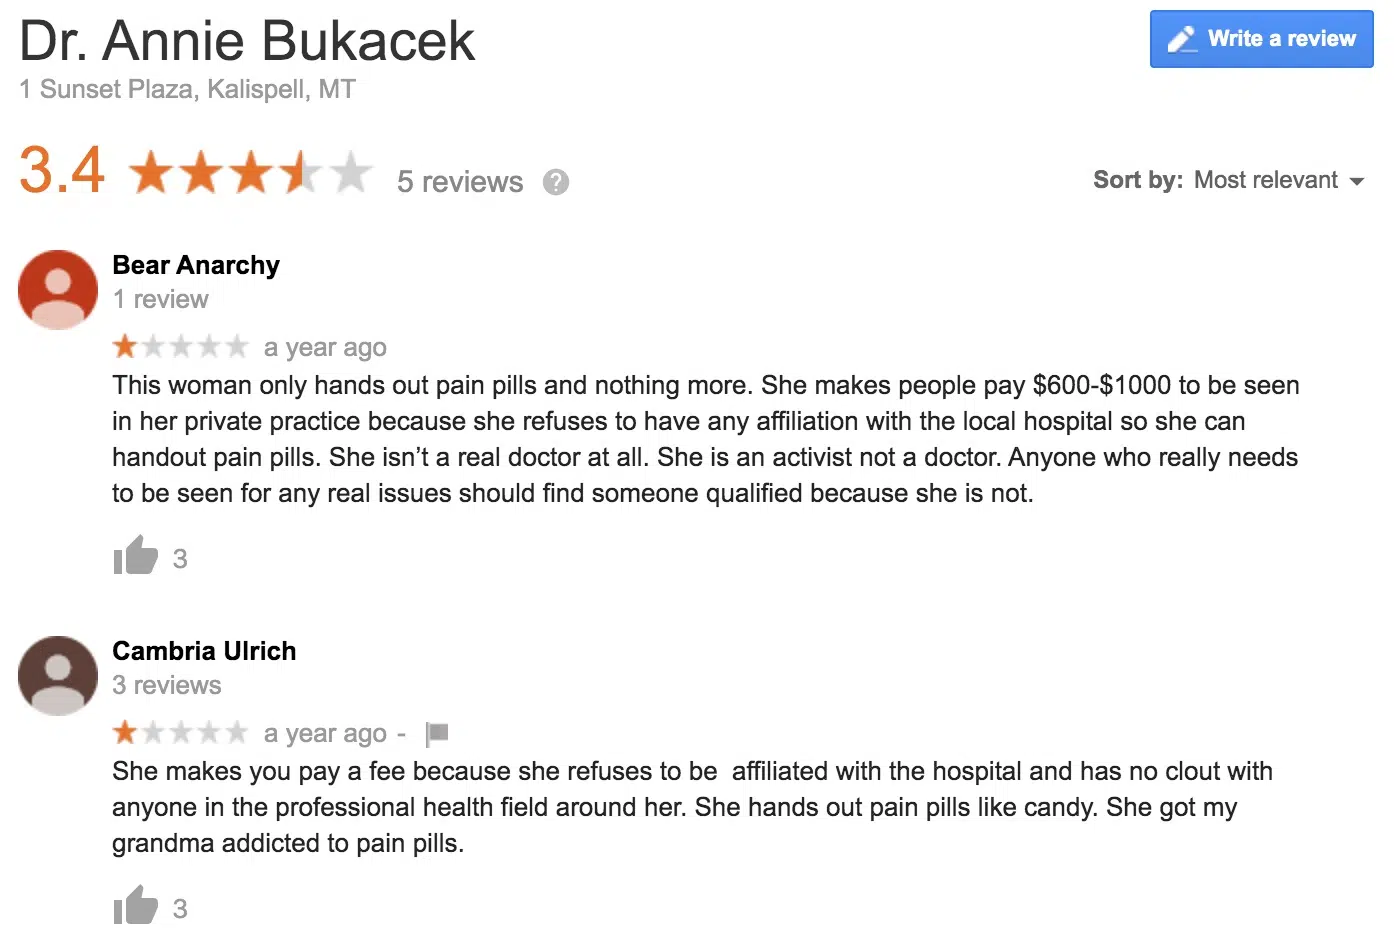 Dr. Annie Bukacek
Write a review
1 Sunset Plaza, Kalispell, MT
3.4
5 reviews ?
Sort by: Most relevant
Bear Anarchy
1 review
a year ago
This woman only hands out pain pills and nothing more. She makes people pay $600-$1000 to be seen
in her private practice because she refuses to have any affiliation with the local hospital so she can
handout pain pills. She isn’t a real doctor at all. She is an activist not a doctor. Anyone who really needs
to be seen for any real issues should find someone qualified because she is not.
3
Cambria Ulrich
3 reviews
a year ago -
She makes you pay a fee because she refuses to be  affiliated with the hospital and has no clout with
anyone in the professional health field around her. She hands out pain pills like candy. She got my
grandma addicted to pain pills.
3